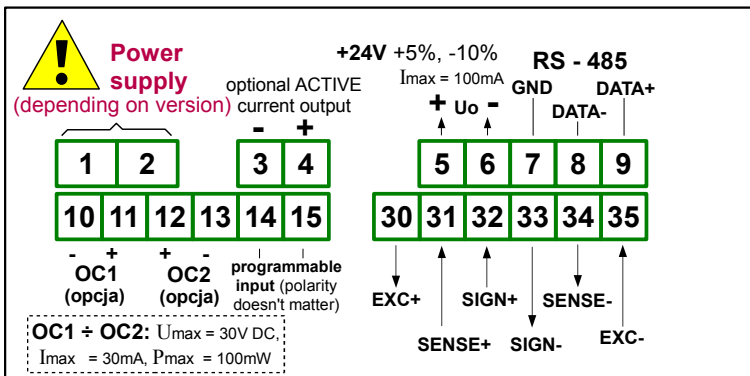 Power
supply
(depending on version)
optional ACTIVE
current output
- +
+24V +5%, -10%
Imax = 100mA
+ Uo -
RS - 485
GND
DATA-
DATA+
1 2 3 4 5 6 7 8 9
10 11 12 13 14 15 30 31 32 33 34 35
- + + -
OC1
(opcja)
OC2
(opcja)
programmable
input (polarity
doesn't matter)
EXC+
SENSE+
SIGN+
SIGN-
SENSE-
EXC-
OC1 ÷ OC2: Umax = 30V DC,
Imax = 30mA, Pmax = 100mW